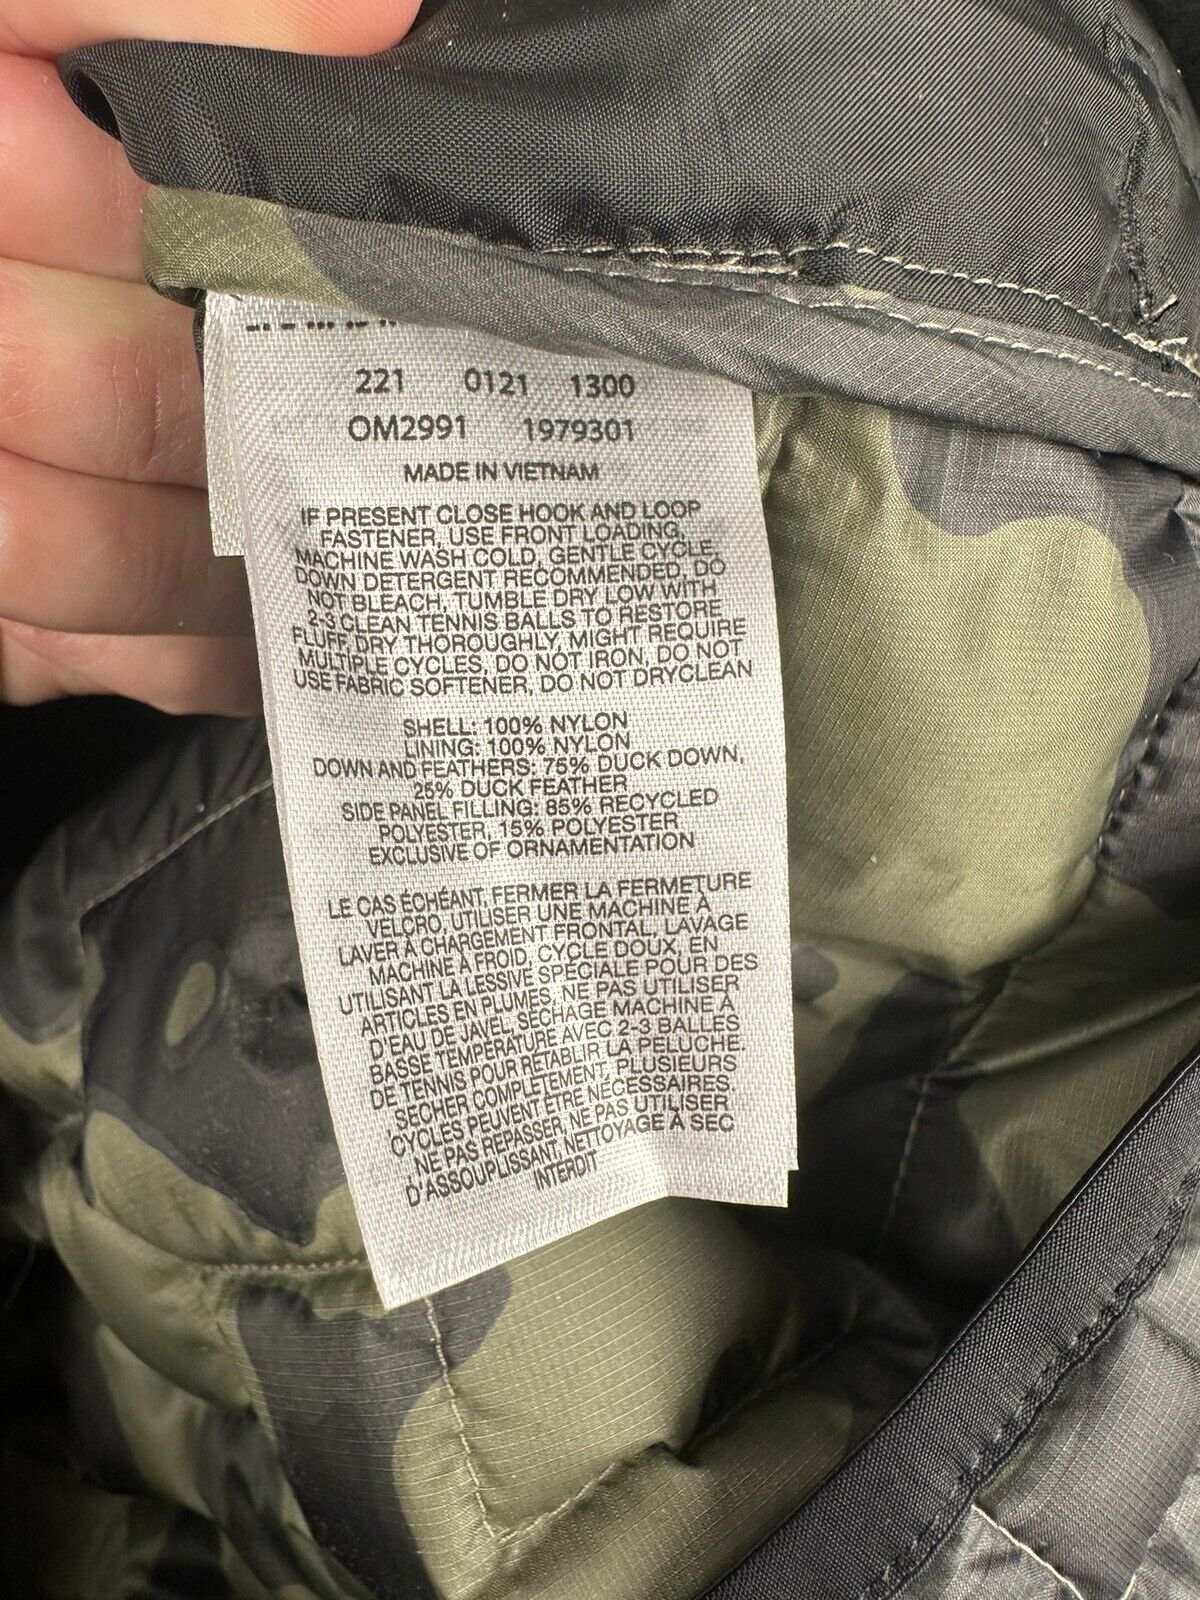 221 0121 1300
OM2991 1979301
MADE IN VIETNAM
IF PRESENT CLOSE HOOK AND LOOP
FASTENER, USE FRONT LOADING,
MACHINE WASH COLD, GENTLE CYCLE,
DOWN DETERGENT RECOMMENDED, DO
NOT BLEACH, TUMBLE DRY LOW WITH
2-3 CLEAN TENNIS BALLS TO RESTORE
FLUFF, DRY THOROUGHLY, MIGHT REQUIRE
MULTIPLE CYCLES, DO NOT IRON, DO NOT
USE FABRIC SOFTENER, DO NOT DRYCLEAN
SHELL: 100% NYLON
LINING: 100% NYLON
DOWN AND FEATHERS: 75% DUCK DOWN,
25% DUCK FEATHER
SIDE PANEL FILLING: 85% RECYCLED
POLYESTER, 15% POLYESTER
EXCLUSIVE OF ORNAMENTATION
LE CAS ÉCHÉANT, FERMER LA FERMETURE
VELCRO, UTILISER UNE MACHINE À
LAVER À CHARGEMENT FRONTAL, LAVAGE
MACHINE À FROID, CYCLE DOUX, EN
UTILISANT LA LESSIVE SPÉCIALE POUR DES
ARTICLES EN PLUMES, NE PAS UTILISER
D'EAU DE JAVEL, SÉCHAGE MACHINE À
BASSE TEMPÉRATURE AVEC 2-3 BALLES
DE TENNIS POUR RÉTABLIR LA PELUCHE.
SÉCHER COMPLÈTEMENT, PLUSIEURS
CYCLES PEUVENT ÊTRE NÉCESSAIRES,
NE PAS REPASSER, NE PAS UTILISER
D'ASSOUPLISSANT, NETTOYAGE À SEC
INTERDIT